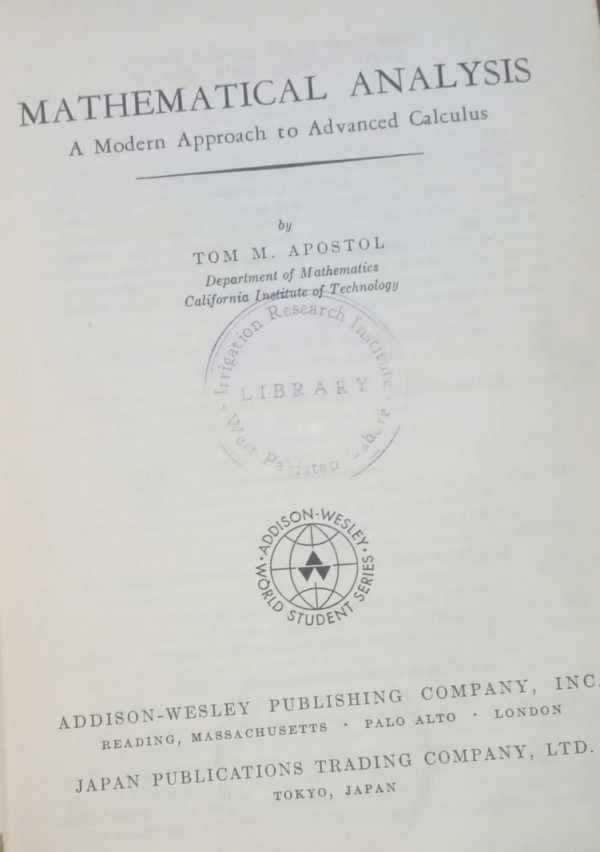 MATHEMATICAL ANALYSIS
A Modern Approach to Advanced Calculus
by
TOM M. APOSTOL
Department of Mathematics
California Institute of Technology
Irrigation Research Institute
LIBRARY
West Pakistan Lahore
ADDISON-WESLEY
WORLD STUDENT SERIES
ADDISON-WESLEY PUBLISHING COMPANY, INC.
READING, MASSACHUSETTS · PALO ALTO · LONDON
JAPAN PUBLICATIONS TRADING COMPANY, LTD.
TOKYO, JAPAN